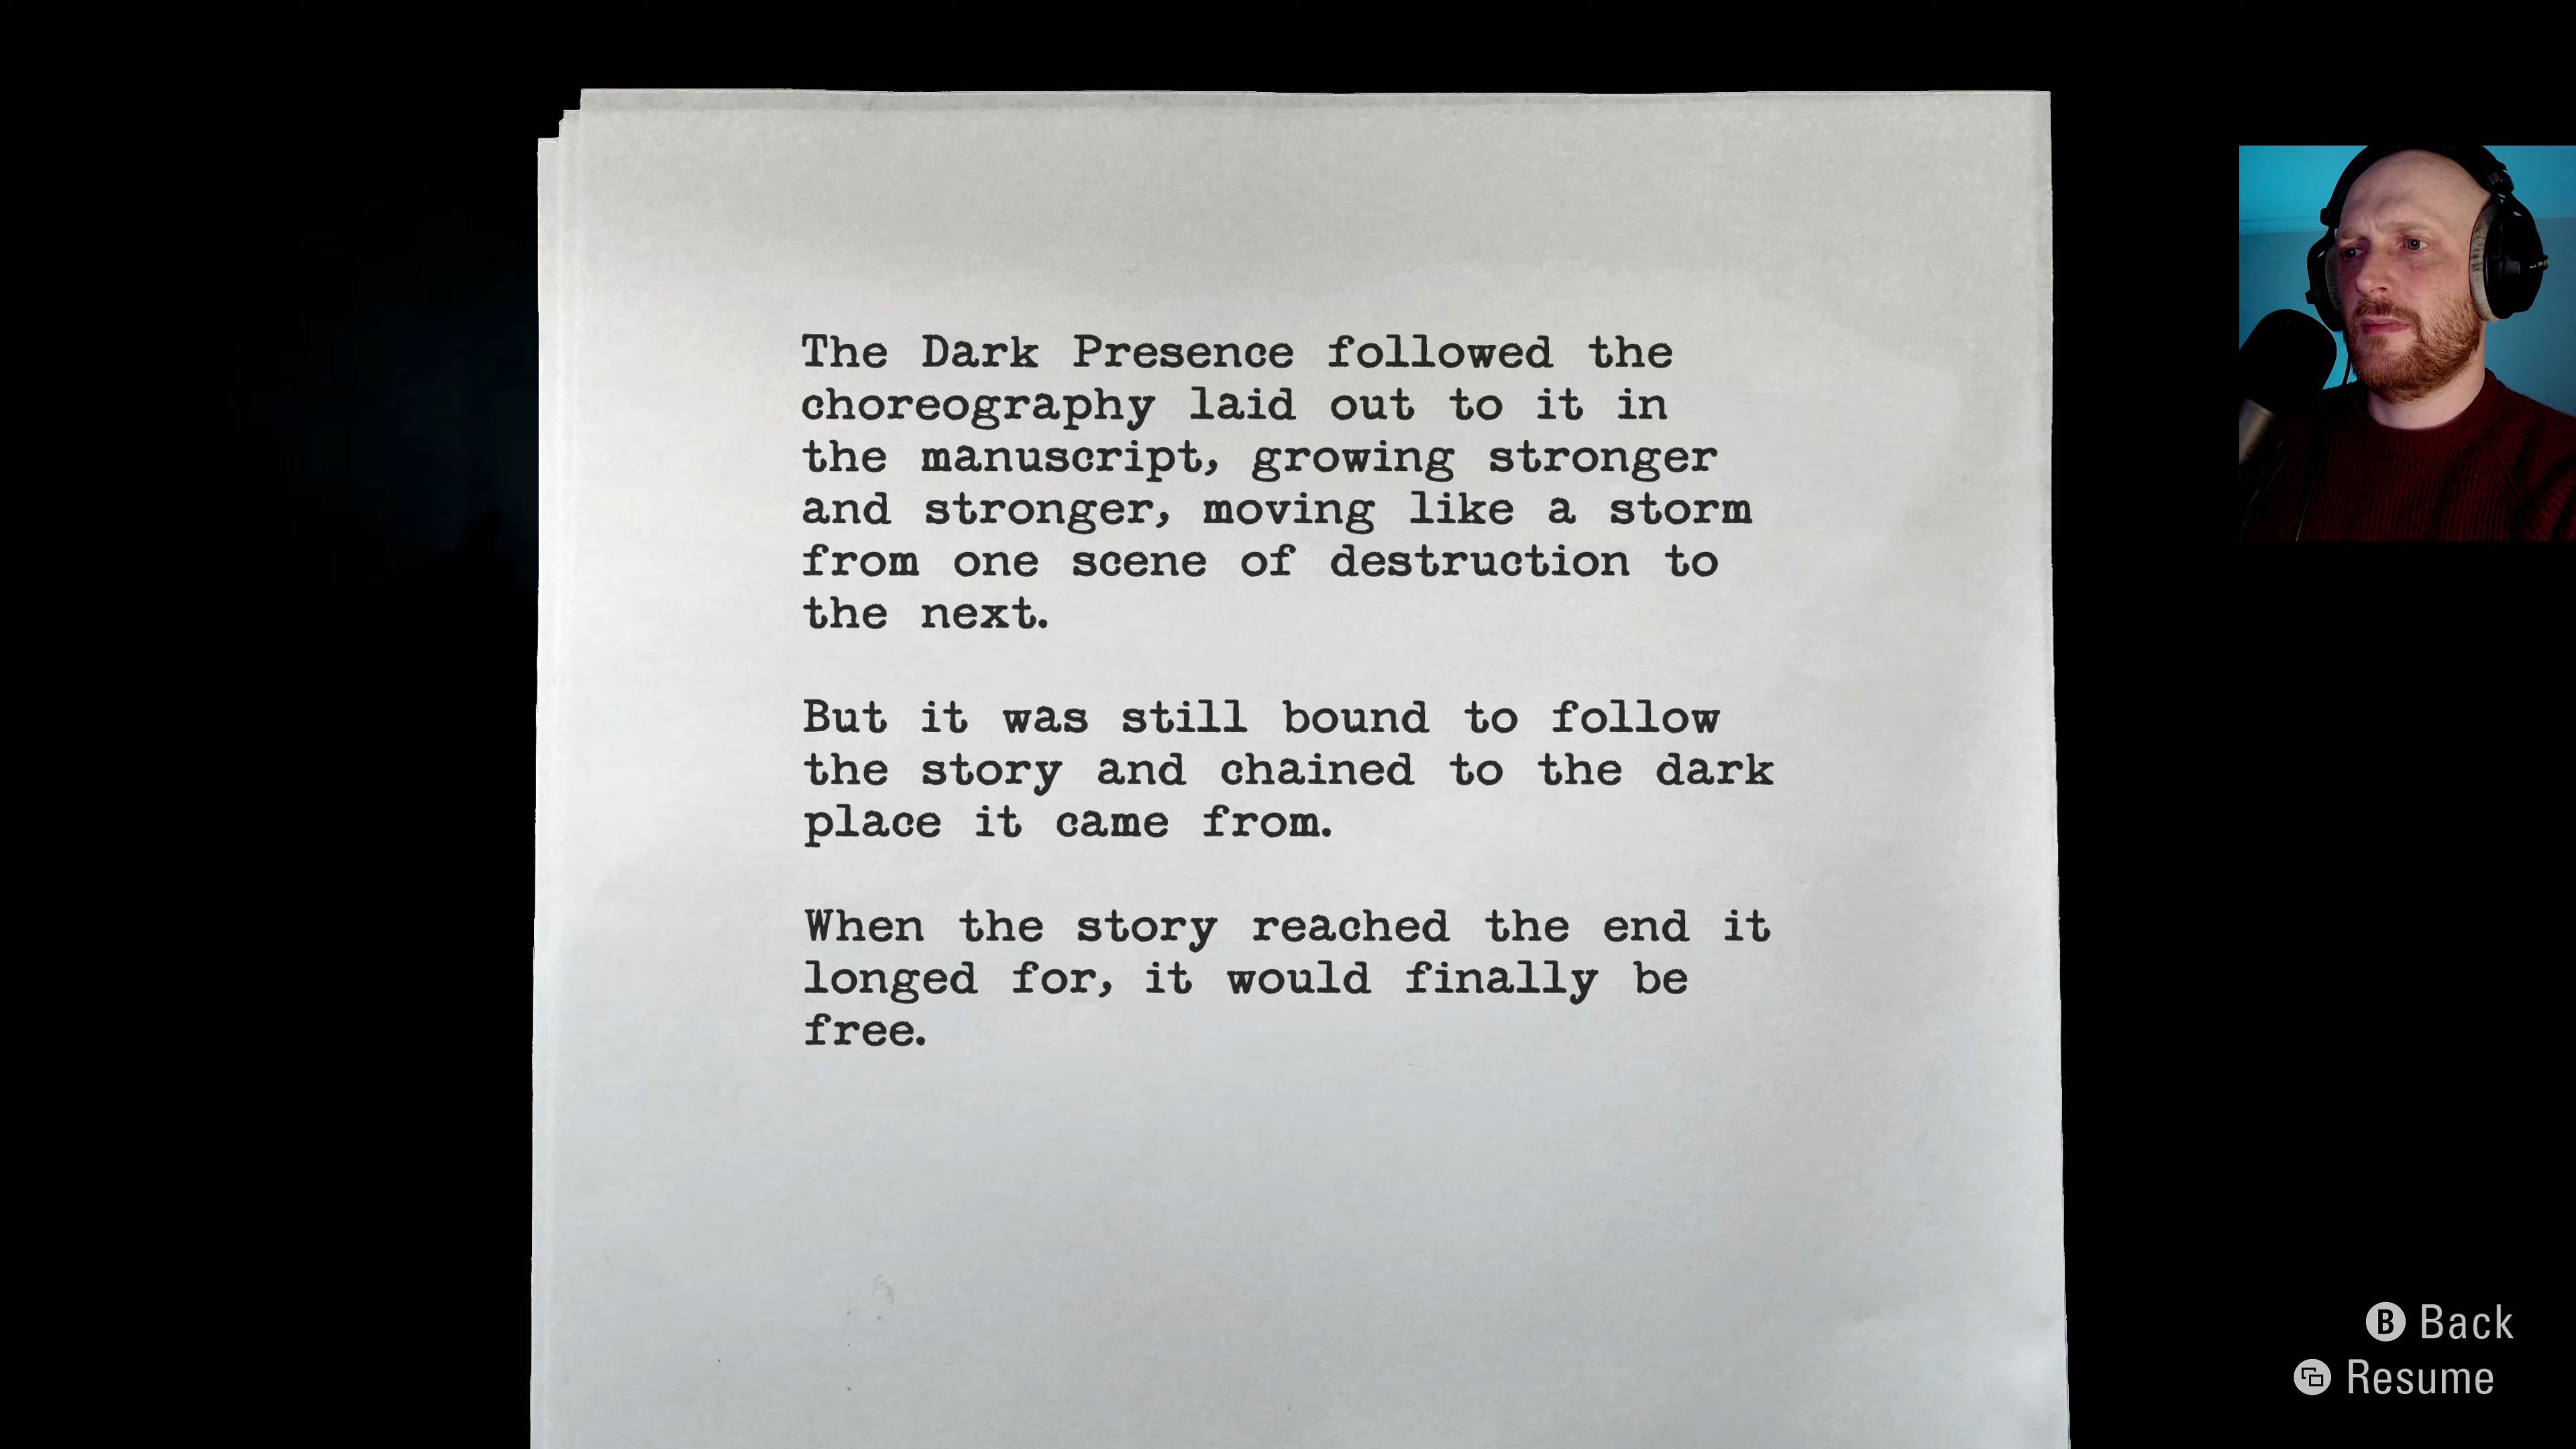 The Dark Presence followed the
choreography laid out to it in
the manuscript, growing stronger
and stronger, moving like a storm
from one scene of destruction to
the next.
But it was still bound to follow
the story and chained to the dark
place it came from.
When the story reached the end it
longed for, it would finally be
free.
B Back
Resume